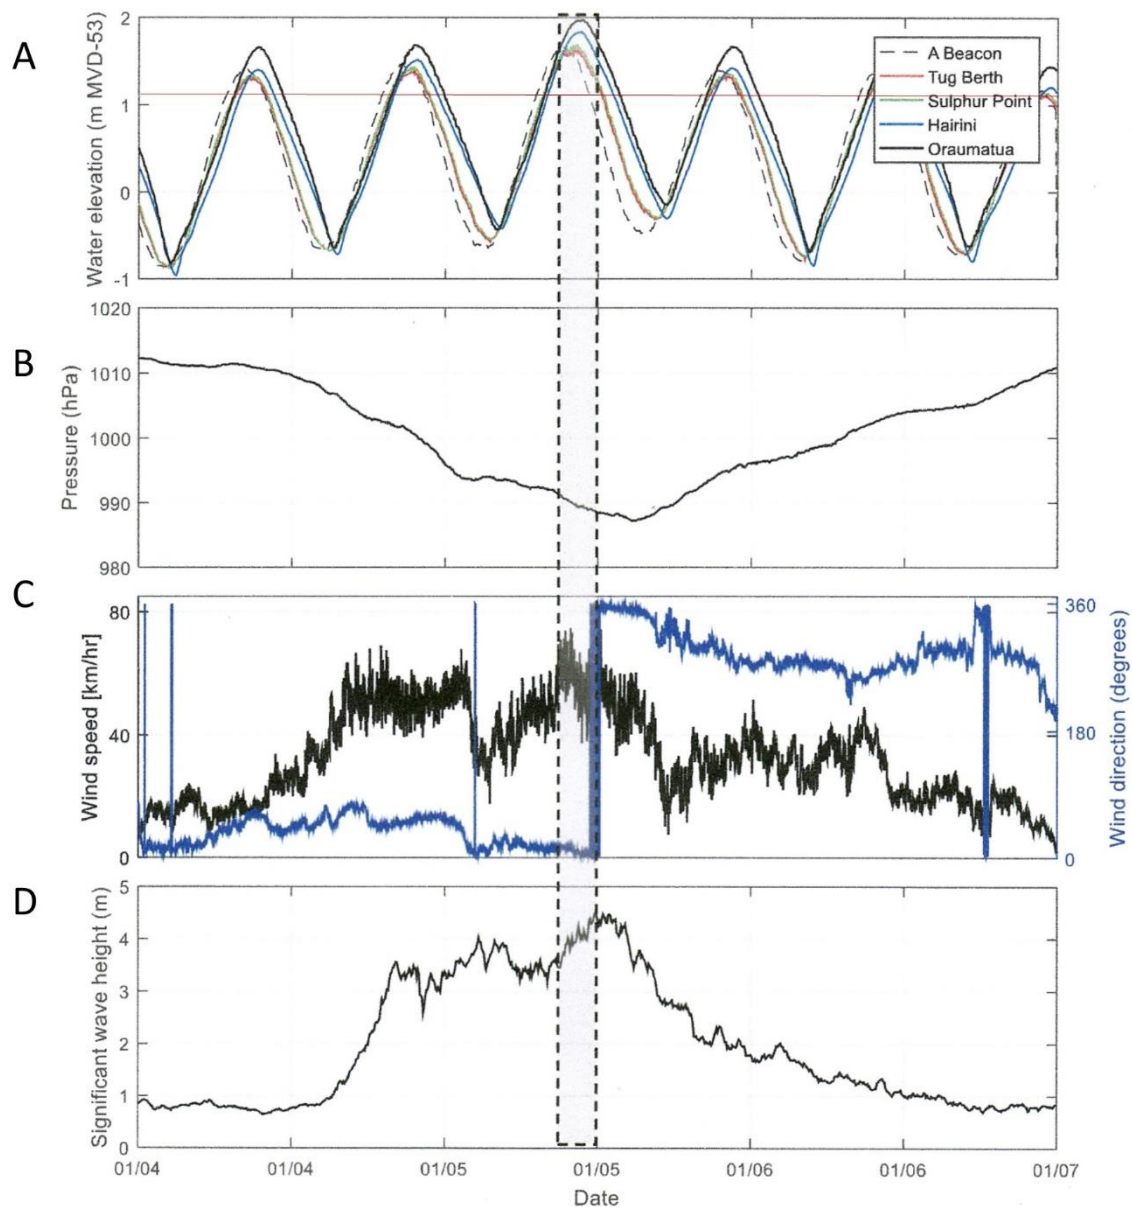 A
Water elevation (m MVD-53)
2
1
0
-1
A Beacon
Tug Berth
Sulphur Point
Hairini
Oraumatua
B
Pressure (hPa)
1020
1010
1000
990
980
C
Wind speed [km/hr)
80
40
0
360
180
0
Wind direction (degrees)
D
Significant wave height (m)
5
4
3
2
1
0
01/04 01/04 01/05 01/05 01/06 01/06 01/07
Date